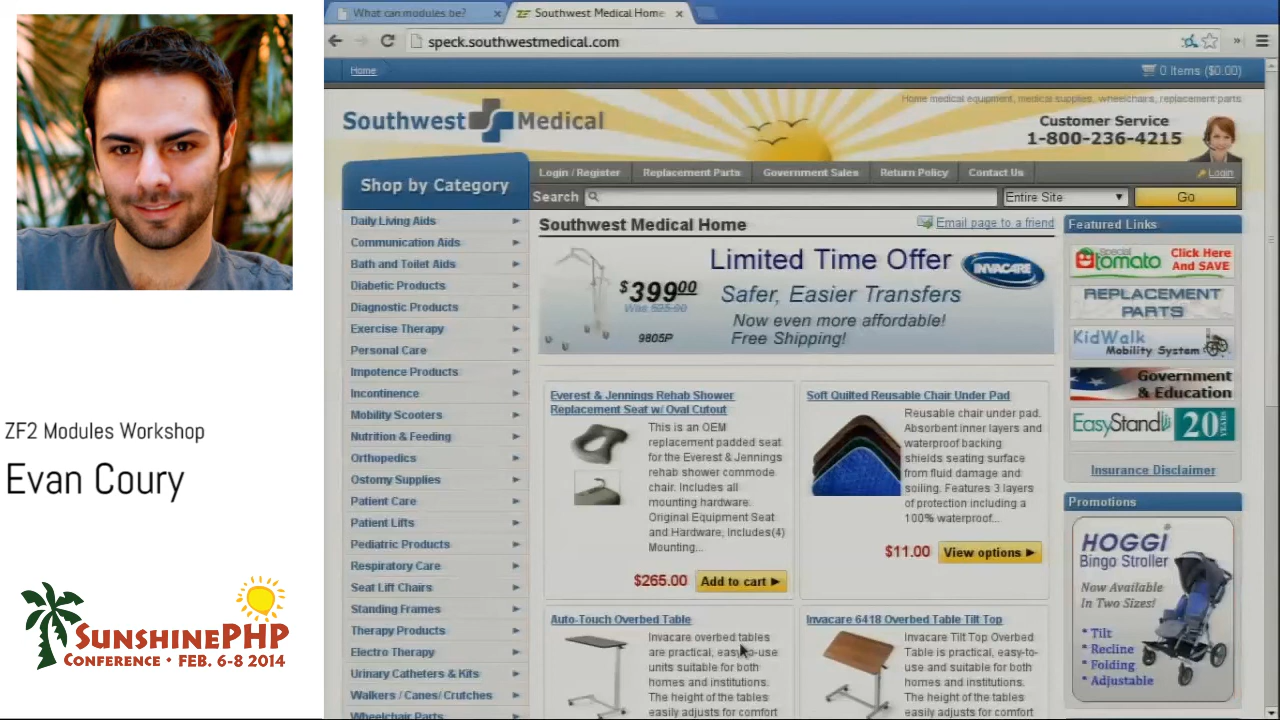 What can modules be?
Southwest Medical Home
speck.southwestmedical.com
Home
0 Items ($0.00)
Home medical equipment, medical supplies, wheelchairs, replacement parts.
Southwest Medical
Customer Service
1-800-236-4215
Shop by Category
Login / Register
Replacement Parts
Government Sales
Return Policy
Contact Us
Login
Search
Entire Site
Go
Daily Living Aids
Communication Aids
Bath and Toilet Aids
Diabetic Products
Diagnostic Products
Exercise Therapy
Personal Care
Impotence Products
Incontinence
Mobility Scooters
Nutrition & Feeding
Orthopedics
Ostomy Supplies
Patient Care
Patient Lifts
Pediatric Products
Respiratory Care
Seat Lift Chairs
Standing Frames
Therapy Products
Electro Therapy
Urinary Catheters & Kits
Walkers / Canes/ Crutches
Wheelchair Parts
Southwest Medical Home
Email page to a friend
Limited Time Offer
INVACARE
$399.00
Was 525.00
Safer, Easier Transfers
Now even more affordable!
9805P
Free Shipping!
Everest & Jennings Rehab Shower
Replacement Seat w/ Oval Cutout
This is an OEM
replacement padded seat
for the Everest & Jennings
rehab shower commode
chair. Includes all
mounting hardware.
Original Equipment Seat
and Hardware; Includes(4)
Mounting...
$265.00
Add to cart
Soft Quilted Reusable Chair Under Pad
Reusable chair under pad.
Absorbent inner layers and
waterproof backing
shields seating surface
from fluid damage and
soiling. Features 3 layers
of protection including a
100% waterproof...
$11.00
View options
Auto-Touch Overbed Table
Invacare overbed tables
are practical, easy-to-use
units suitable for both
homes and institutions.
The height of the tables
easily adjusts for comfort
Invacare 6418 Overbed Table Tilt Top
Invacare Tilt Top Overbed
Table is practical, easy-to-
use and suitable for both
homes and institutions.
The height of the tables
easily adjusts for comfort
Featured Links
Special tomato
Click Here
And SAVE
REPLACEMENT
PARTS
KidWalk
Mobility System
Government
& Education
EasyStand
20 YEARS
Insurance Disclaimer
Promotions
HOGGI
Bingo Stroller
Now Available
in Two Sizes!
* Tilt
* Recline
* Folding
* Adjustable
ZF2 Modules Workshop
Evan Coury
SunshinePHP
Conference • Feb. 6-8 2014